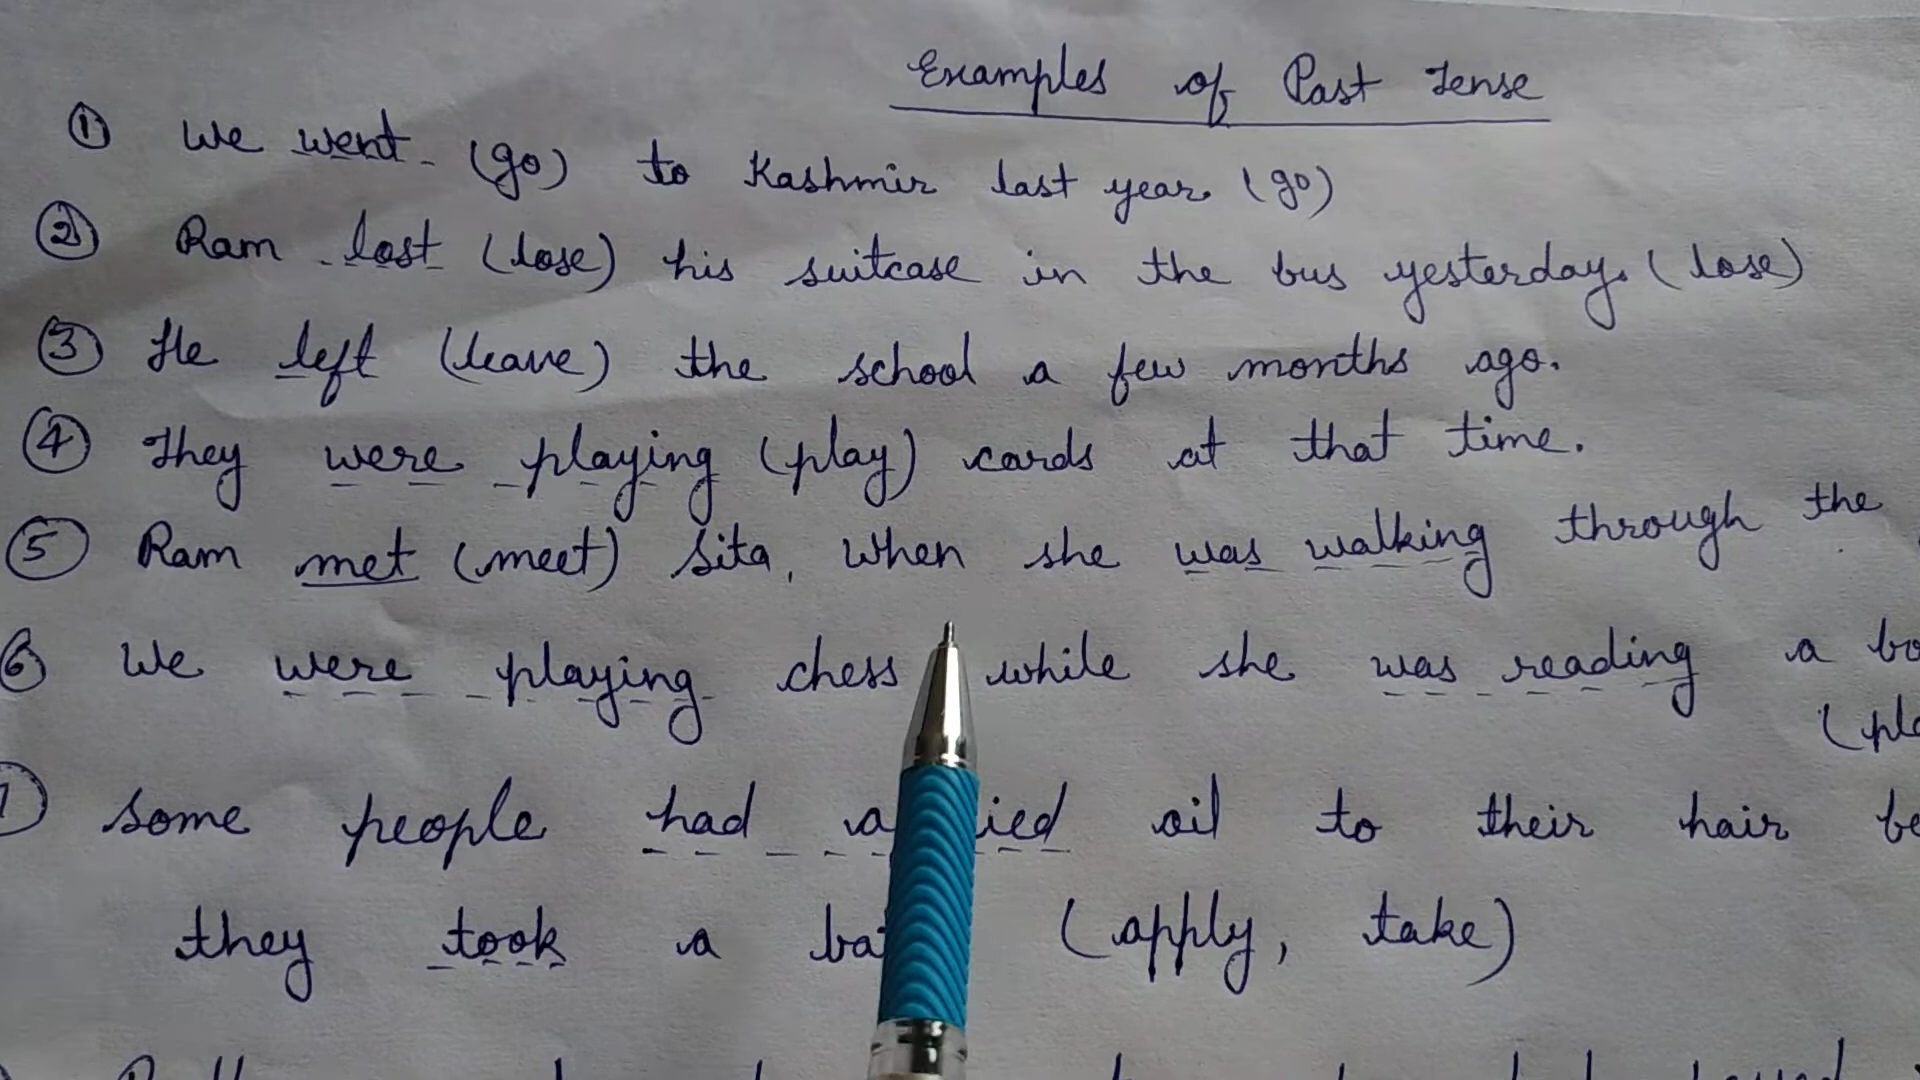 Examples of Past Tense
① We went (go) to Kashmir last year. (go)
② Ram lost (lose) his suitcase in the bus yesterday. (lose)
③ He left (leave) the school a few months ago.
④ They were playing (play) cards at that time.
⑤ Ram met (meet) Sita, when she was walking through the
⑥ We were playing chess while she was reading a
some people had oil to their hair
they took a (apply, take)